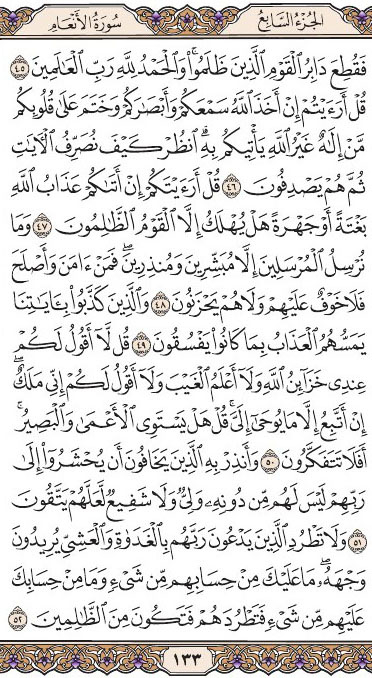 الجُزْءُ السَّابِعُ سُورَةُ الأَنْعَام
فَقُطِعَ دَابِرُ ٱلْقَوْمِ ٱلَّذِينَ ظَلَمُوا۟ ۚ وَٱلْحَمْدُ لِلَّهِ رَبِّ ٱلْعَـٰلَمِينَ ٤٥
قُلْ أَرَءَيْتُمْ إِنْ أَخَذَ ٱللَّهُ سَمْعَكُمْ وَأَبْصَـٰرَكُمْ وَخَتَمَ عَلَىٰ قُلُوبِكُم
مَّنْ إِلَـٰهٌ غَيْرُ ٱللَّهِ يَأْتِيكُم بِهِ ۗ ٱنظُرْ كَيْفَ نُصَرِّفُ ٱلْـَٔايَـٰتِ
ثُمَّ هُمْ يَصْدِفُونَ ٤٦ قُلْ أَرَءَيْتَكُمْ إِنْ أَتَىٰكُمْ عَذَابُ ٱللَّهِ
بَغْتَةً أَوْ جَهْرَةً هَلْ يُهْلَكُ إِلَّا ٱلْقَوْمُ ٱلظَّـٰلِمُونَ ٤٧ وَمَا
نُرْسِلُ ٱلْمُرْسَلِينَ إِلَّا مُبَشِّرِينَ وَمُنذِرِينَ ۖ فَمَنْ ءَامَنَ وَأَصْلَحَ
فَلَا خَوْفٌ عَلَيْهِمْ وَلَا هُمْ يَحْزَنُونَ ٤٨ وَٱلَّذِينَ كَذَّبُوا۟ بِـَٔايَـٰتِنَا
يَمَسُّهُمُ ٱلْعَذَابُ بِمَا كَانُوا۟ يَفْسُقُونَ ٤٩ قُل لَّآ أَقُولُ لَكُمْ
عِندِى خَزَآئِنُ ٱللَّهِ وَلَآ أَعْلَمُ ٱلْغَيْبَ وَلَآ أَقُولُ لَكُمْ إِنِّى مَلَكٌ ۖ
إِنْ أَتَّبِعُ إِلَّا مَا يُوحَىٰٓ إِلَىَّ ۚ قُلْ هَلْ يَسْتَوِى ٱلْأَعْمَىٰ وَٱلْبَصِيرُ ۚ
أَفَلَا تَتَفَكَّرُونَ ٥٠ وَأَنذِرْ بِهِ ٱلَّذِينَ يَخَافُونَ أَن يُحْشَرُوٓا۟ إِلَىٰ
رَبِّهِمْ ۙ لَيْسَ لَهُم مِّن دُونِهِۦ وَلِىٌّ وَلَا شَفِيعٌ لَّعَلَّهُمْ يَتَّقُونَ
٥١ وَلَا تَطْرُدِ ٱلَّذِينَ يَدْعُونَ رَبَّهُم بِٱلْغَدَوٰةِ وَٱلْعَشِىِّ يُرِيدُونَ
وَجْهَهُۥ ۖ مَا عَلَيْكَ مِنْ حِسَابِهِم مِّن شَىْءٍ وَمَا مِنْ حِسَابِكَ
عَلَيْهِم مِّن شَىْءٍ فَتَطْرُدَهُمْ فَتَكُونَ مِنَ ٱلظَّـٰلِمِينَ ٥٢
١٣٣